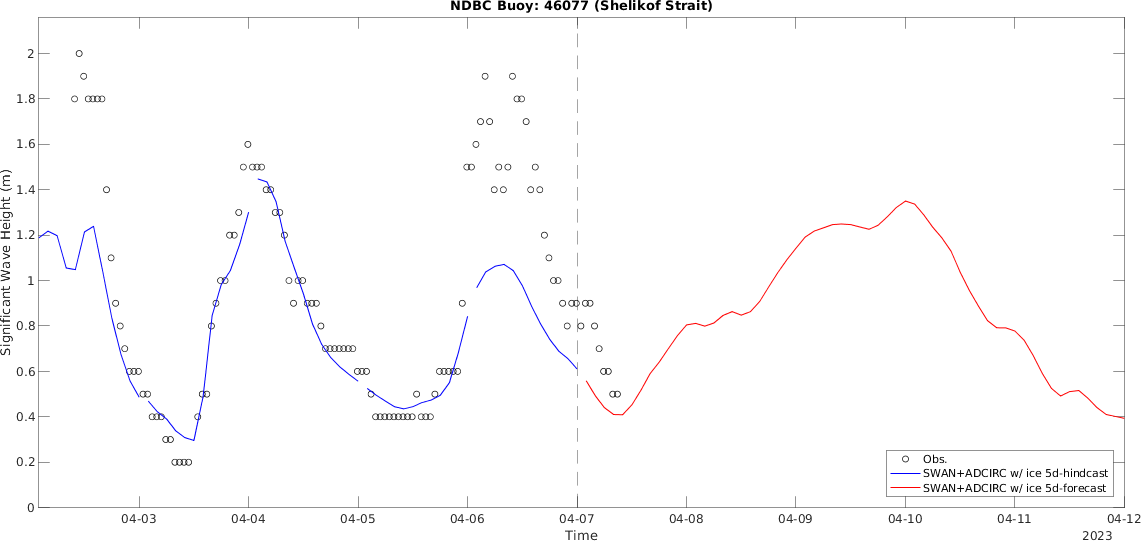 NDBC Buoy: 46077 (Shelikof Strait)
Significant Wave Height (m)
2
1.8
1.6
1.4
1.2
1
0.8
0.6
0.4
0.2
0
Obs.
SWAN+ADCIRC w/ ice 5d-hindcast
SWAN+ADCIRC w/ ice 5d-forecast
04-03 04-04 04-05 04-06 04-07 04-08 04-09 04-10 04-11 04-12
Time
2023